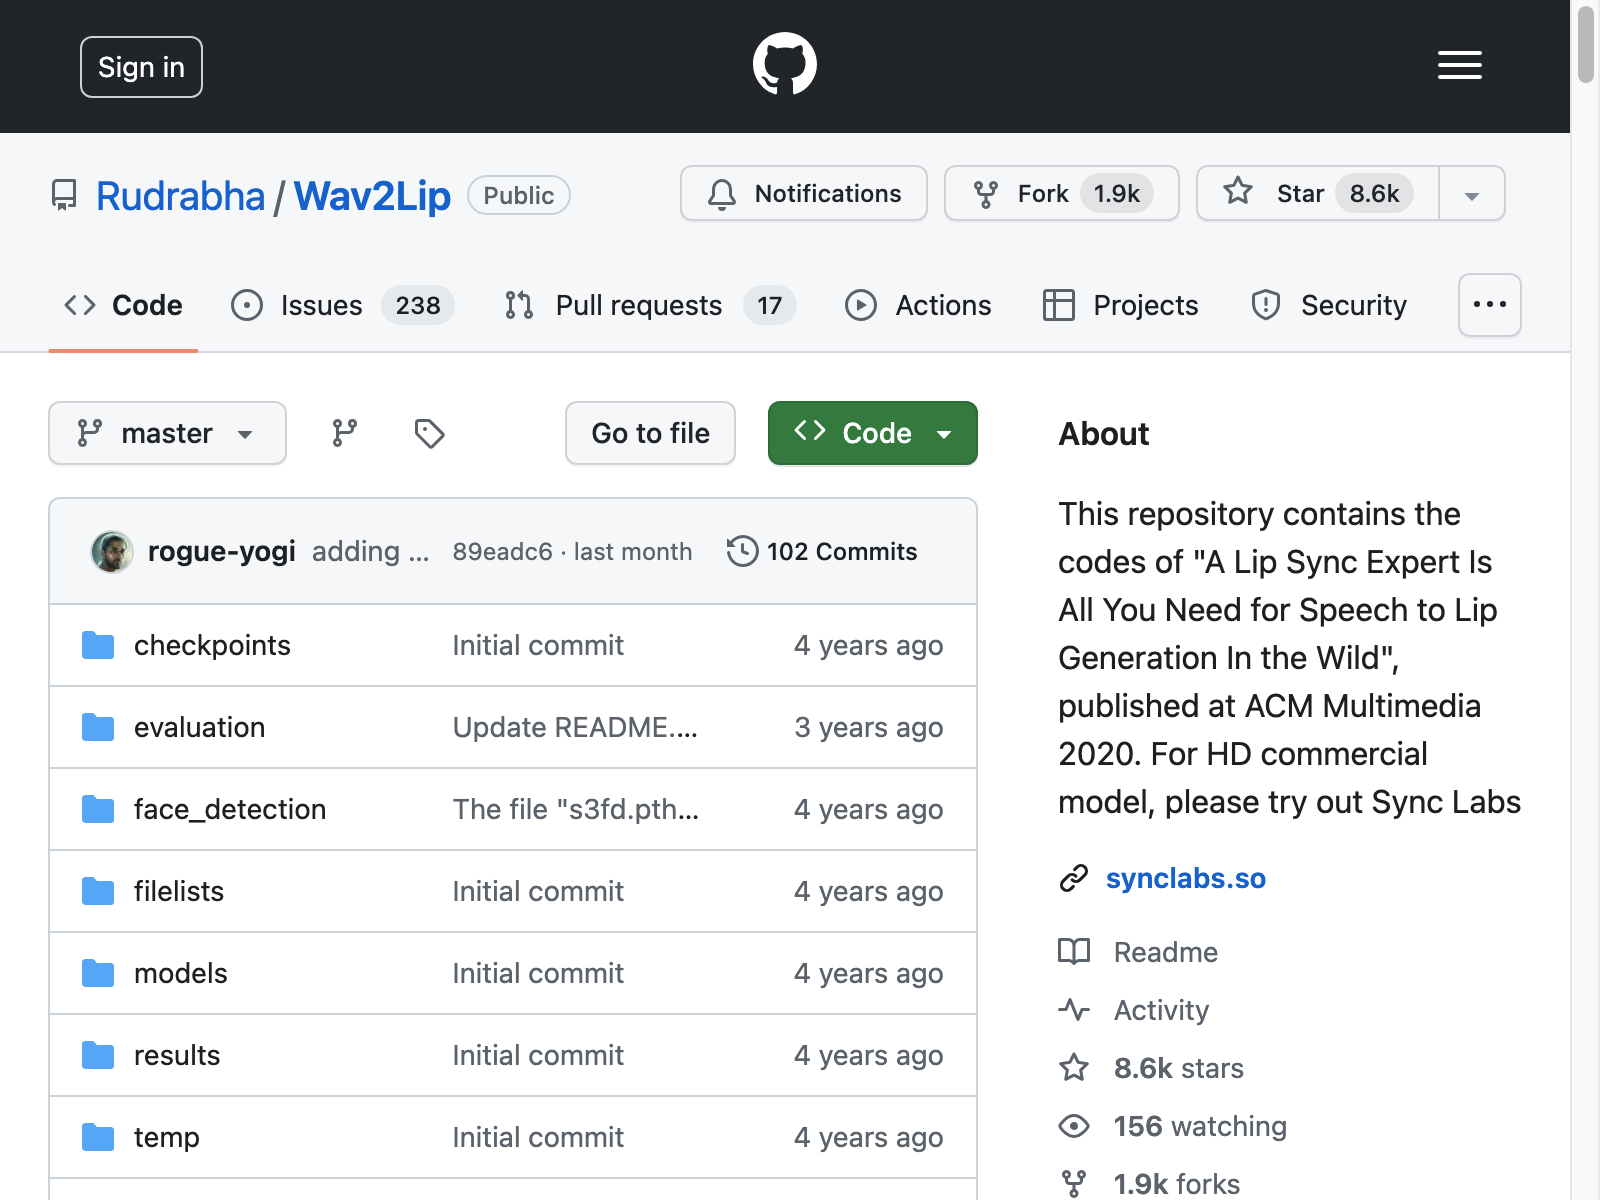 Sign in
Rudrabha / Wav2Lip Public Notifications Fork 1.9k Star 8.6k
Code Issues 238 Pull requests 17 Actions Projects Security
master Go to file Code
rogue-yogi adding ... 89eadc6 · last month 102 Commits
checkpoints Initial commit 4 years ago
evaluation Update README.... 3 years ago
face_detection The file "s3fd.pth... 4 years ago
filelists Initial commit 4 years ago
models Initial commit 4 years ago
results Initial commit 4 years ago
temp Initial commit 4 years ago
About
This repository contains the
codes of "A Lip Sync Expert Is
All You Need for Speech to Lip
Generation In the Wild",
published at ACM Multimedia
2020. For HD commercial
model, please try out Sync Labs
synclabs.so
Readme
Activity
8.6k stars
156 watching
1.9k forks